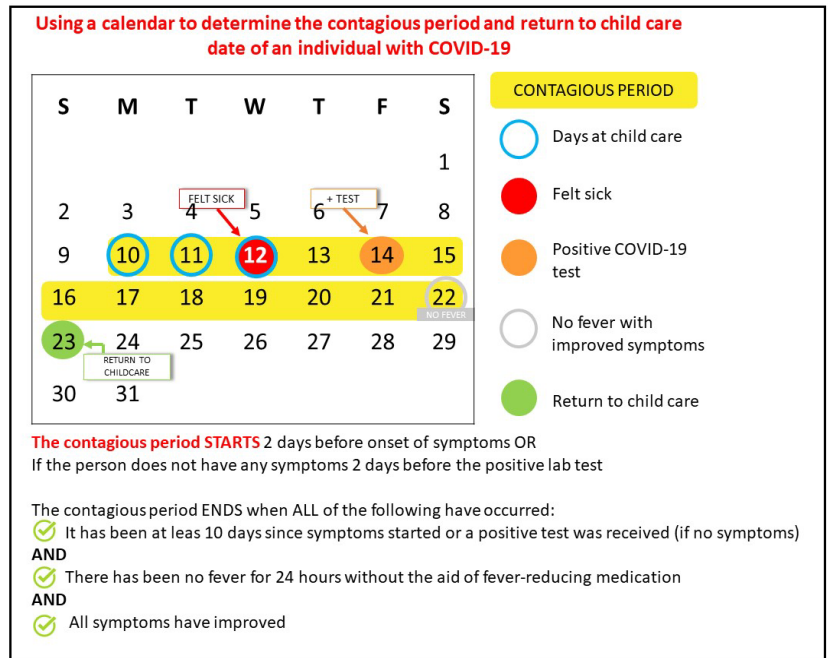 Using a calendar to determine the contagious period and return to child care
date of an individual with COVID-19
CONTAGIOUS PERIOD
S M T W T F S
Days at child care
1
FELT SICK
+ TEST
Felt sick
2 3 4 5 6 7 8
9 10 11 12 13 14 15
Positive COVID-19
test
16 17 18 19 20 21 22
NO FEVER
No fever with
improved symptoms
23 24 25 26 27 28 29
RETURN TO
CHILDCARE
Return to child care
30 31
The contagious period STARTS 2 days before onset of symptoms OR
If the person does not have any symptoms 2 days before the positive lab test
The contagious period ENDS when ALL of the following have occurred:
It has been at leas 10 days since symptoms started or a positive test was received (if no symptoms)
AND
There has been no fever for 24 hours without the aid of fever-reducing medication
AND
All symptoms have improved